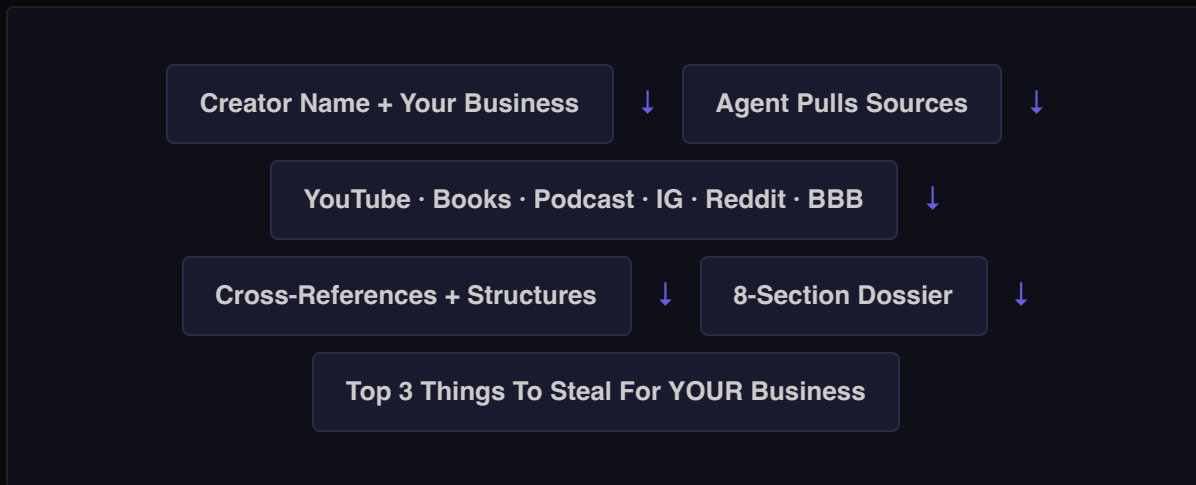 Creator Name + Your Business ↓ Agent Pulls Sources ↓
YouTube · Books · Podcast · IG · Reddit · BBB ↓
Cross-References + Structures ↓ 8-Section Dossier ↓
Top 3 Things To Steal For YOUR Business